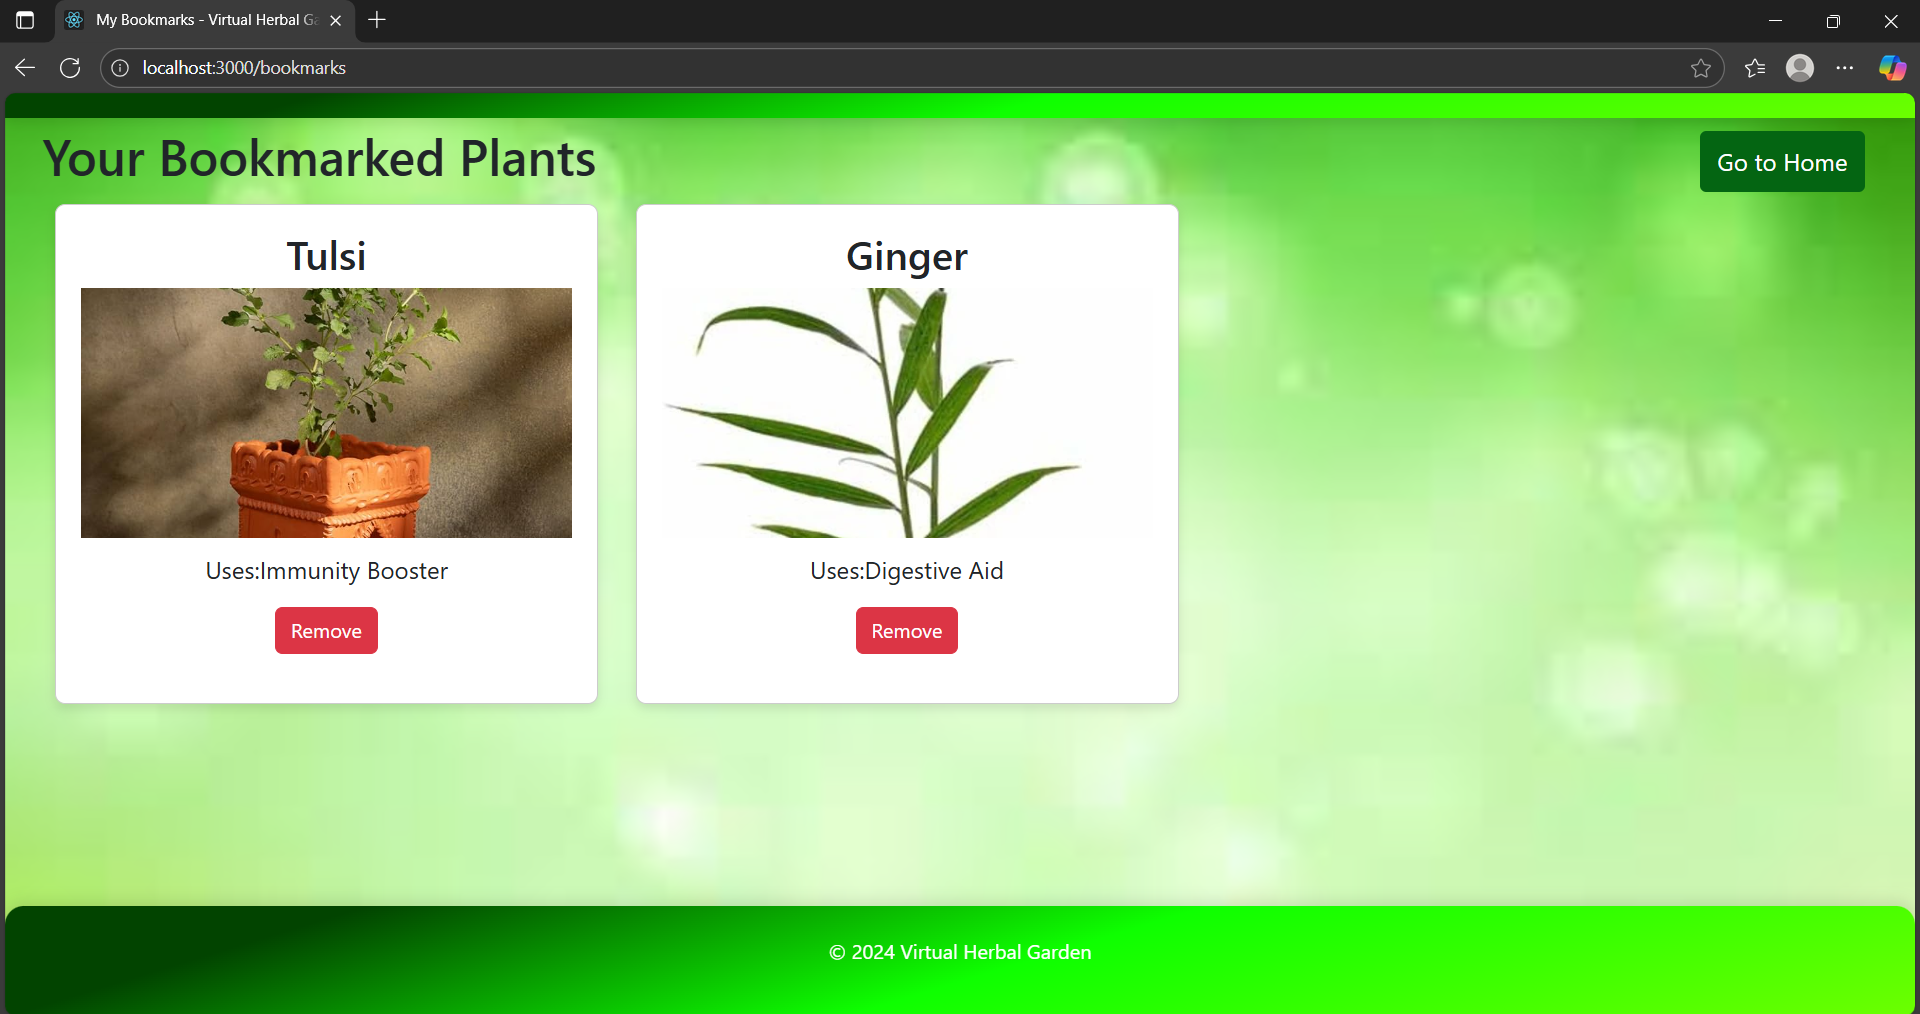 My Bookmarks - Virtual Herbal Ga
localhost:3000/bookmarks
Your Bookmarked Plants
Go to Home
Tulsi
Ginger
Uses:Immunity Booster
Uses:Digestive Aid
Remove
Remove
© 2024 Virtual Herbal Garden